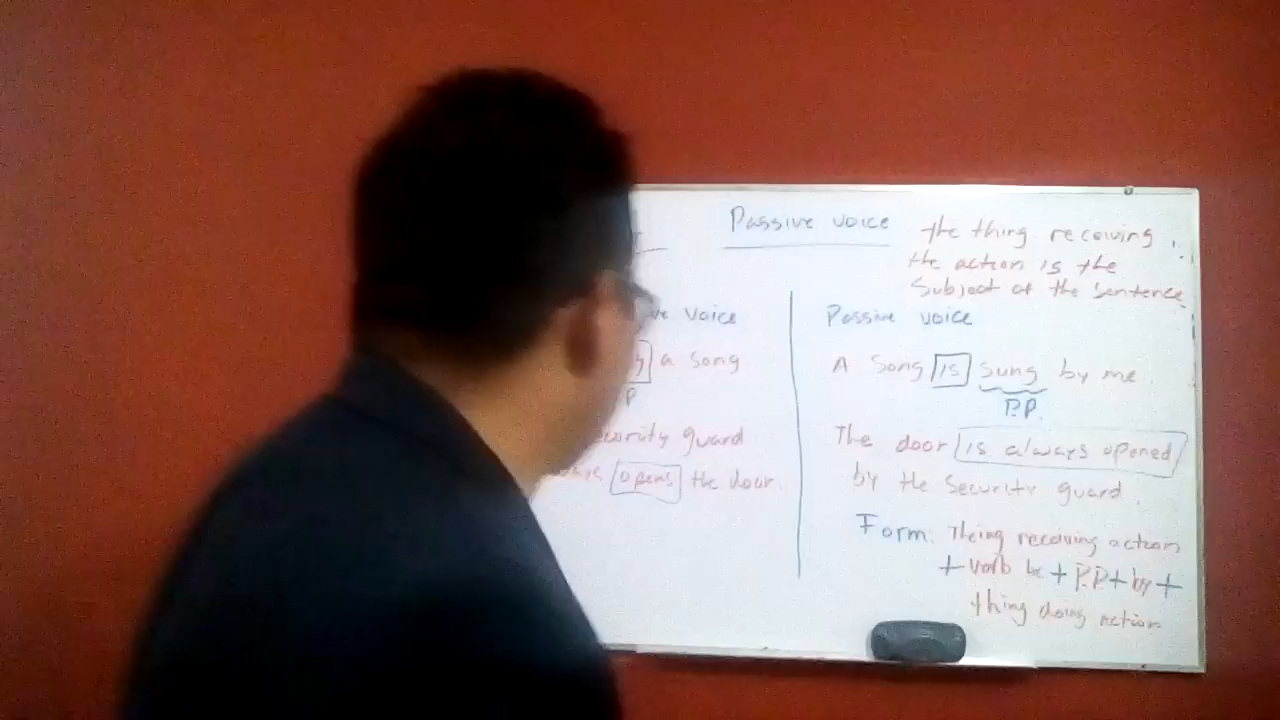 Passive voice
the thing receiving
the action is the
Subject of the sentence
voice
a song
P
security guard
opens the door
Passive voice
A song is sung by me
P.P.
The door is always opened
by the security guard.
Form: Thing receiving action
+ verb be + P.P + by +
thing doing action